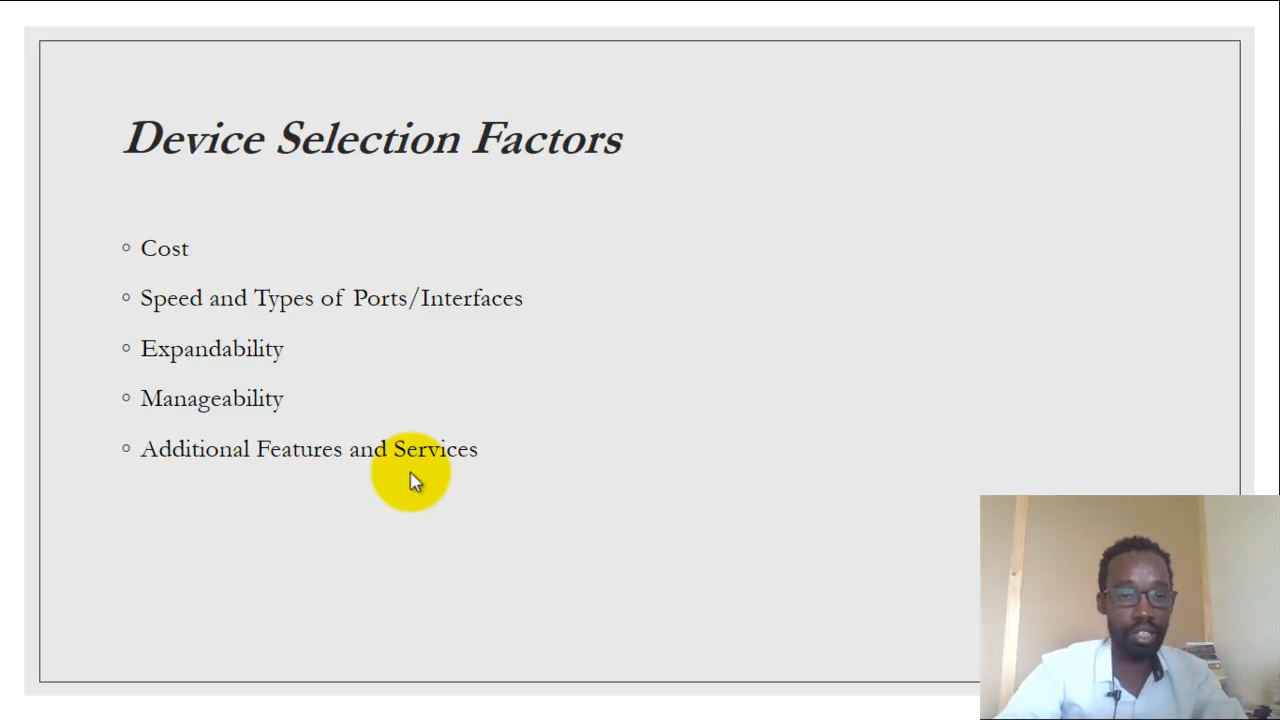 Device Selection Factors
Cost
Speed and Types of Ports/Interfaces
Expandability
Manageability
Additional Features and Services